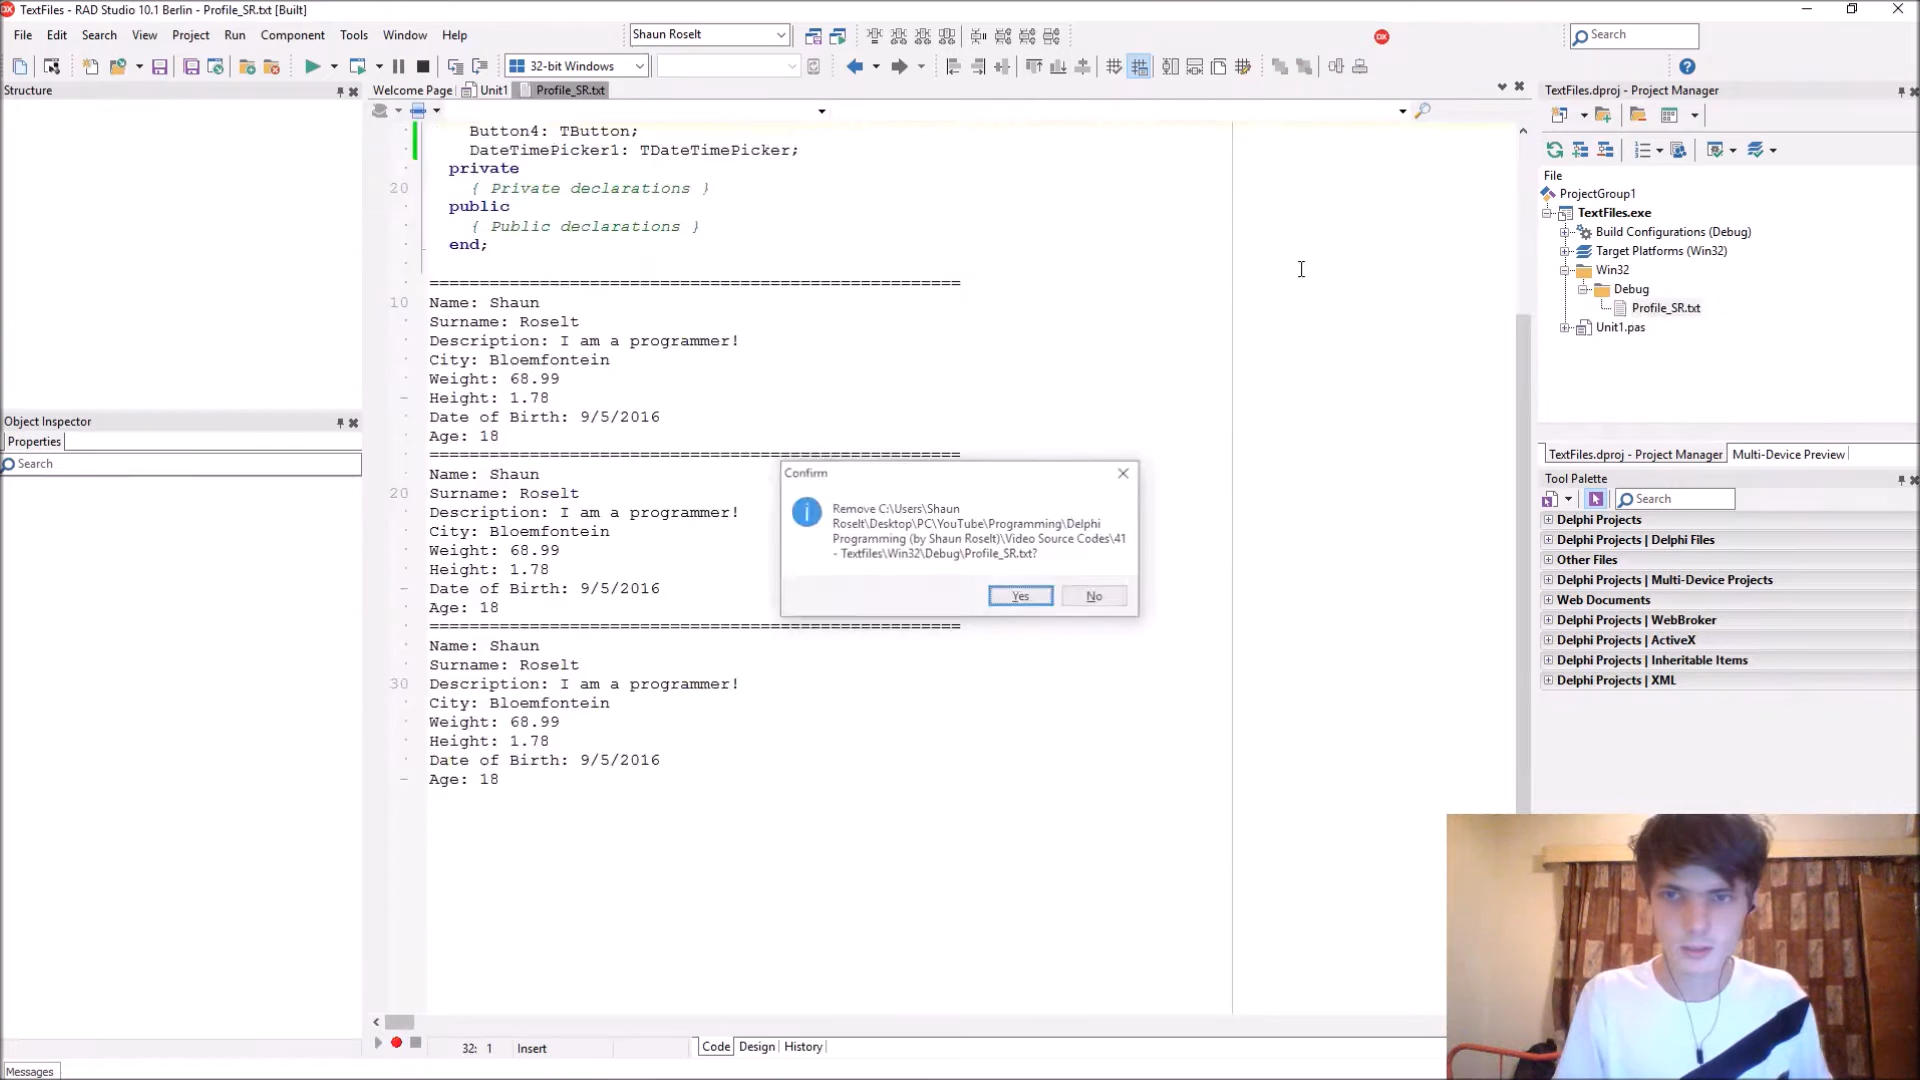 TextFiles - RAD Studio 10.1 Berlin - Profile_SR.txt [Built]
File Edit Search View Project Run Component Tools Window Help
Shaun Roselt
Search
32-bit Windows
Structure
Welcome Page Unit1 Profile_SR.txt
TextFiles.dproj - Project Manager
Button4: TButton;
DateTimePicker1: TDateTimePicker;
private
20 { Private declarations }
public
{ Public declarations }
end;
=====================================================
10 Name: Shaun
Surname: Roselt
Description: I am a programmer!
City: Bloemfontein
Weight: 68.99
Height: 1.78
Date of Birth: 9/5/2016
Age: 18
=====================================================
Name: Shaun
20 Surname: Roselt
Description: I am a programmer!
City: Bloemfontein
Weight: 68.99
Height: 1.78
Date of Birth: 9/5/2016
Age: 18
=====================================================
Name: Shaun
Surname: Roselt
30 Description: I am a programmer!
City: Bloemfontein
Weight: 68.99
Height: 1.78
Date of Birth: 9/5/2016
Age: 18
Confirm
Remove C:\Users\Shaun
Roselt\Desktop\PC\YouTube\Programming\Delphi
Programming (by Shaun Roselt)\Video Source Codes\41
- Textfiles\Win32\Debug\Profile_SR.txt?
Yes No
File
ProjectGroup1
TextFiles.exe
Build Configurations (Debug)
Target Platforms (Win32)
Win32
Debug
Profile_SR.txt
Unit1.pas
Object Inspector
Properties
Search
TextFiles.dproj - Project Manager Multi-Device Preview
Tool Palette
Search
Delphi Projects
Delphi Projects | Delphi Files
Other Files
Delphi Projects | Multi-Device Projects
Web Documents
Delphi Projects | WebBroker
Delphi Projects | ActiveX
Delphi Projects | Inheritable Items
Delphi Projects | XML
32: 1 Insert
Code Design History
Messages